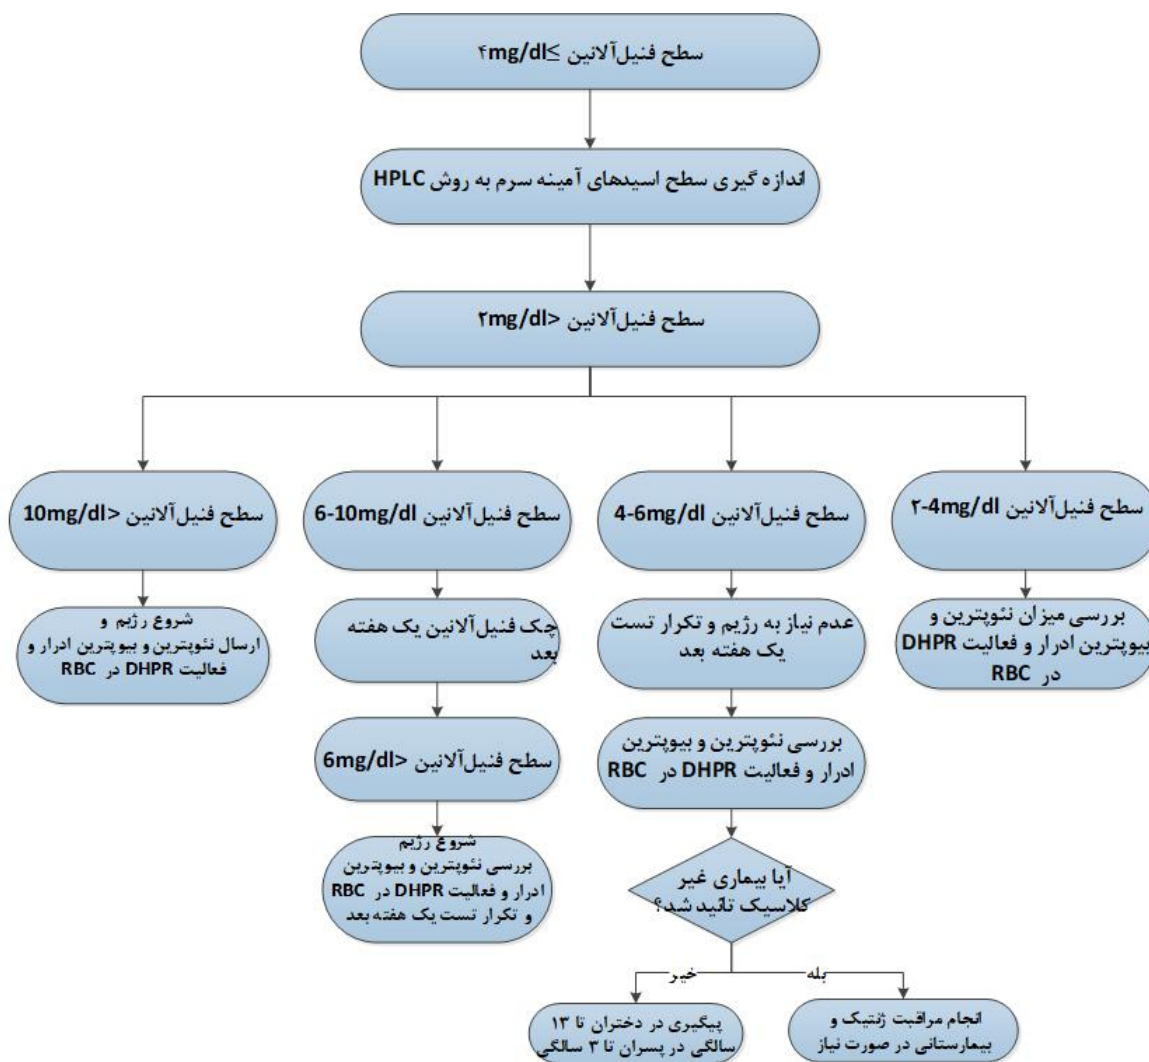 سطح فنیل‌آلانین ≥۴mg/dl
اندازه گیری سطح اسیدهای آمینه سرم به روش HPLC
سطح فنیل‌آلانین >۲mg/dl
سطح فنیل‌آلانین ۲-4mg/dl
بررسی میزان نئوپترین و
بیوپترین ادرار و فعالیت DHPR
در RBC
سطح فنیل‌آلانین 4-6mg/dl
عدم نیاز به رژیم و تکرار تست
یک هفته بعد
بررسی نئوپترین و بیوپترین
ادرار و فعالیت DHPR در RBC
آیا بیماری غیر
کلاسیک تائید شد؟
بله
خیر
انجام مراقبت ژنتیک و
بیمارستانی در صورت نیاز
پیگیری در دختران تا ۱۳
سالگی در پسران تا ۳ سالگی
سطح فنیل‌آلانین 6-10mg/dl
چک فنیل‌آلانین یک هفته
بعد
سطح فنیل‌آلانین >6mg/dl
شروع رژیم
بررسی نئوپترین و بیوپترین
ادرار و فعالیت DHPR در RBC
و تکرار تست یک هفته بعد
سطح فنیل‌آلانین >10mg/dl
شروع رژیم و
ارسال نئوپترین و بیوپترین ادرار و
فعالیت DHPR در RBC